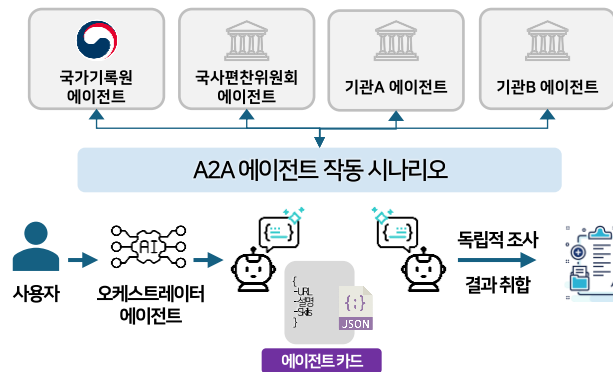 국가기록원
에이전트
국사편찬위원회
에이전트
기관A 에이전트
기관B 에이전트
A2A 에이전트 작동 시나리오
사용자
AI
오케스트레이터
에이전트
{
-URL
-설명
-Skills
}
{;}
JSON
에이전트 카드
독립적 조사
결과 취합